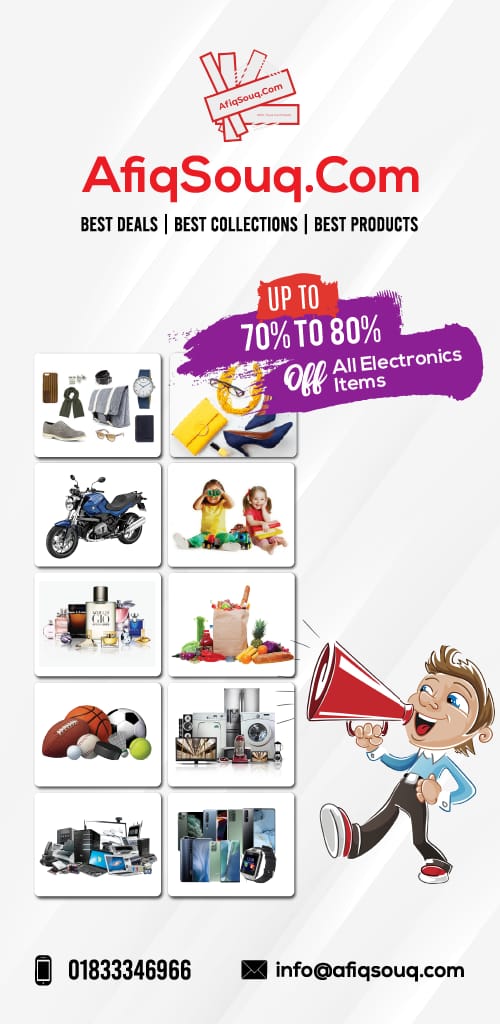 AfiqSouq.Com
AfiqSouq.Com
BEST DEALS | BEST COLLECTIONS | BEST PRODUCTS
UP TO
70% TO 80%
Off All Electronics
Items
GIÒ
01833346966
info@afiqsouq.com